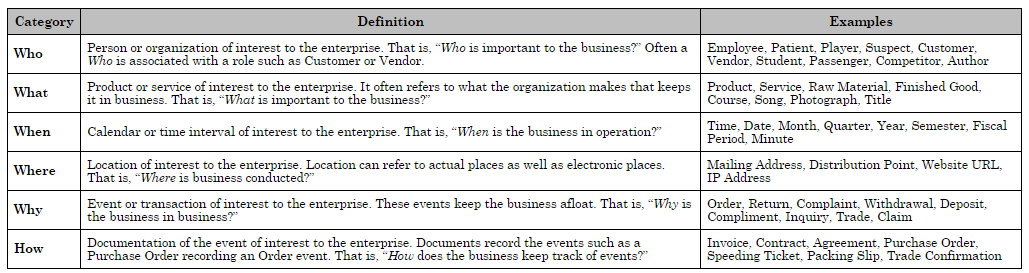 Category Definition Examples
Who
Person or organization of interest to the enterprise. That is, “Who is important to the business?” Often a
Who is associated with a role such as Customer or Vendor.
Employee, Patient, Player, Suspect, Customer,
Vendor, Student, Passenger, Competitor, Author
What
Product or service of interest to the enterprise. It often refers to what the organization makes that keeps
it in business. That is, “What is important to the business?”
Product, Service, Raw Material, Finished Good,
Course, Song, Photograph, Title
When
Calendar or time interval of interest to the enterprise. That is, “When is the business in operation?”
Time, Date, Month, Quarter, Year, Semester, Fiscal
Period, Minute
Where
Location of interest to the enterprise. Location can refer to actual places as well as electronic places.
That is, “Where is business conducted?”
Mailing Address, Distribution Point, Website URL,
IP Address
Why
Event or transaction of interest to the enterprise. These events keep the business afloat. That is, “Why is
the business in business?”
Order, Return, Complaint, Withdrawal, Deposit,
Compliment, Inquiry, Trade, Claim
How
Documentation of the event of interest to the enterprise. Documents record the events such as a
Purchase Order recording an Order event. That is, “How does the business keep track of events?”
Invoice, Contract, Agreement, Purchase Order,
Speeding Ticket, Packing Slip, Trade Confirmation